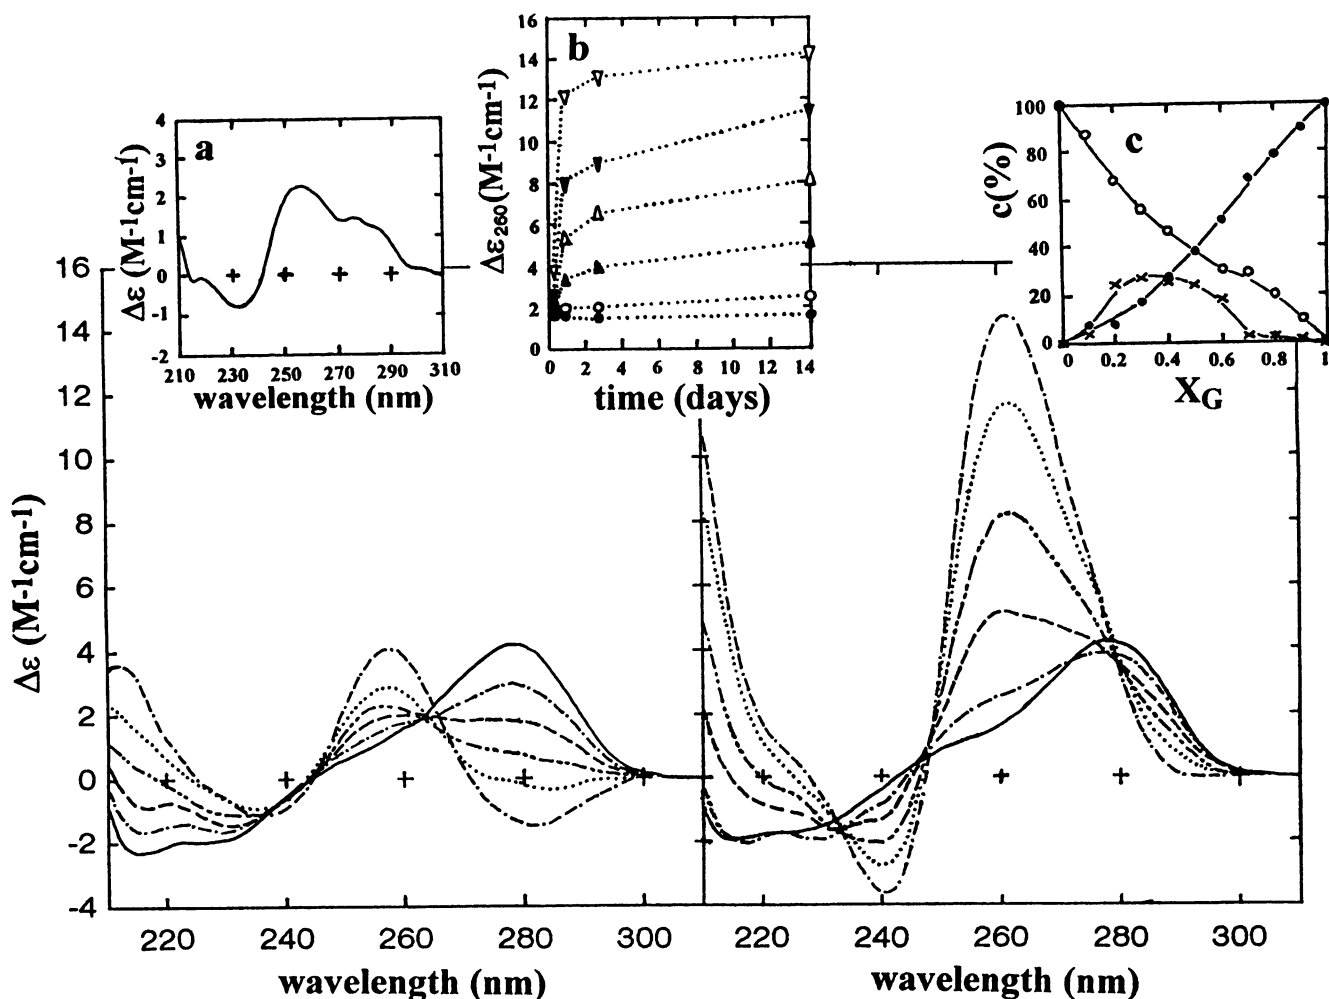 a
Δε (M-1cm-1)
4
3
2
1
0
-1
-2
210 230 250 270 290 310
wavelength (nm)
b
Δε260(M-1cm-1)
16
14
12
10
8
6
4
2
0
0 2 4 6 8 10 12 14
time (days)
c
c(%)
100
80
60
40
20
0
0 0.2 0.4 0.6 0.8 1
XG
Δε (M-1cm-1)
16
14
12
10
8
6
4
2
0
-2
-4
220 240 260 280 300
wavelength (nm)
220 240 260 280 300
wavelength (nm)